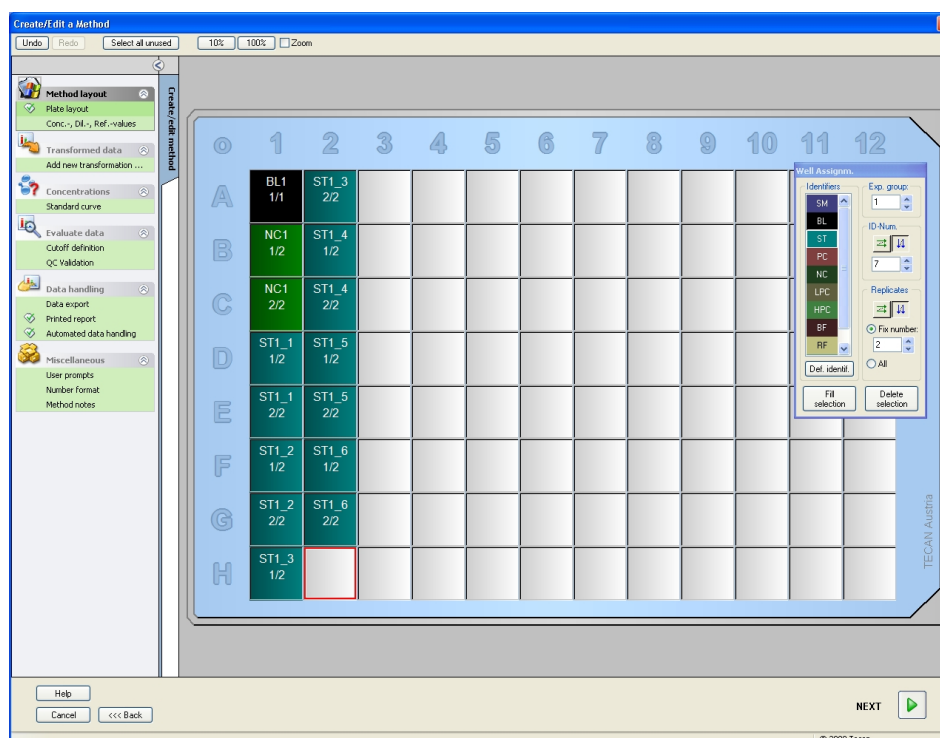 Create/Edit a Method
Undo Redo Select all unused 10% 100% Zoom
Method layout
Plate layout
Conc.-, Dil.-, Ref.-values
Transformed data
Add new transformation ...
Concentrations
Standard curve
Evaluate data
Cutoff definition
QC Validation
Data handling
Data export
Printed report
Automated data handling
Miscellaneous
User prompts
Number format
Method notes
Create/edit method
1 2 3 4 5 6 7 8 9 10 11 12
A BL1 1/1 ST1_3 2/2
B NC1 1/2 ST1_4 1/2
C NC1 2/2 ST1_4 2/2
D ST1_1 1/2 ST1_5 1/2
E ST1_1 2/2 ST1_5 2/2
F ST1_2 1/2 ST1_6 1/2
G ST1_2 2/2 ST1_6 2/2
H ST1_3 1/2
Well Assignm.
Identifiers
SM
BL
ST
PC
NC
LPC
HPC
BF
RF
Def. identif.
Exp. group:
1
ID-Num.
7
Replicates
Fix number:
2
All
Fill selection
Delete selection
TECAN Austria
Help
Cancel <<< Back
NEXT